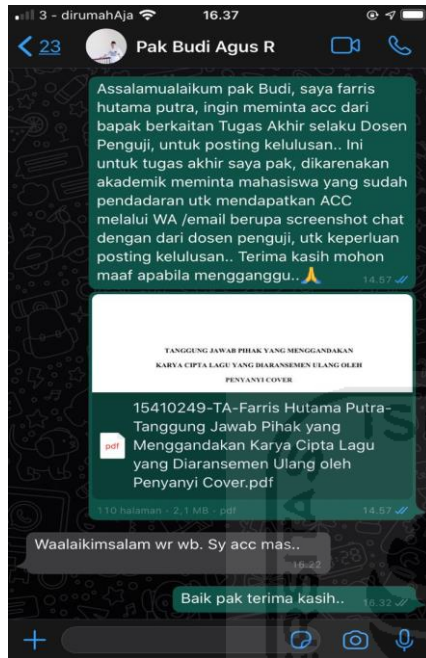 3 - dirumahAja
16.37
23
Pak Budi Agus R
Assalamualaikum pak Budi, saya farris
hutama putra, ingin meminta acc dari
bapak berkaitan Tugas Akhir selaku Dosen
Penguji, untuk posting kelulusan.. Ini
untuk tugas akhir saya pak, dikarenakan
akademik meminta mahasiswa yang sudah
pendadaran utk mendapatkan ACC
melalui WA /email berupa screenshot chat
dengan dari dosen penguji, utk keperluan
posting kelulusan.. Terima kasih mohon
maaf apabila mengganggu..🙏
14.57
TANGGUNG JAWAB PIHAK YANG MENGGANDAKAN
KARYA CIPTA LAGU YANG DIARANSEMEN ULANG OLEH
PENYANYI COVER
15410249-TA-Farris Hutama Putra-
Tanggung Jawab Pihak yang
Menggandakan Karya Cipta Lagu
yang Diaransemen Ulang oleh
Penyanyi Cover.pdf
pdf
110 halaman - 2,1 MB - pdf
14.57
Waalaikimsalam wr wb. Sy acc mas..
16.22
Baik pak terima kasih..
16.32